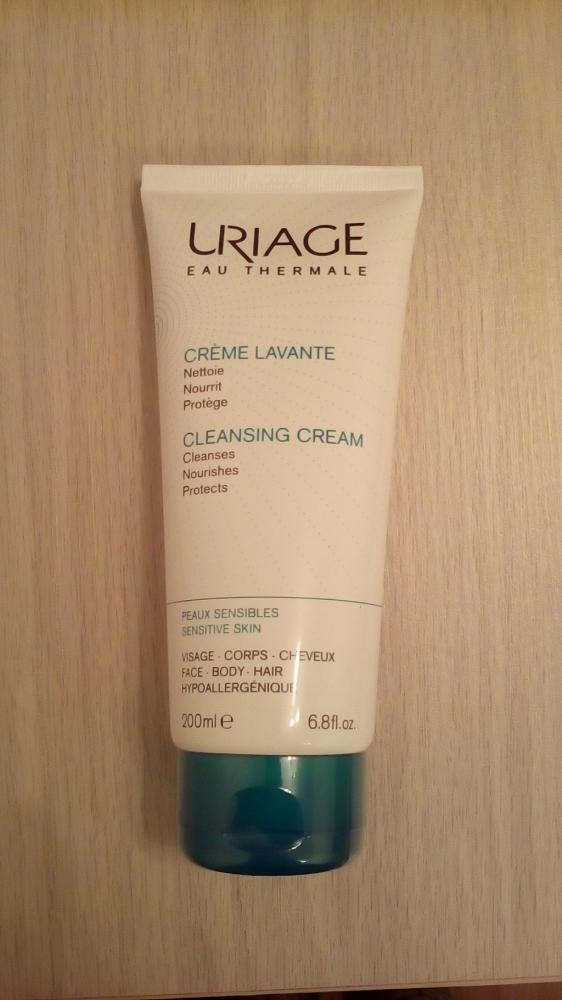 URIAGE
EAU THERMALE
CRÈME LAVANTE
Nettoie
Nourrit
Protège
CLEANSING CREAM
Cleanses
Nourishes
Protects
PEAUX SENSIBLES
SENSITIVE SKIN
VISAGE · CORPS · CHEVEUX
FACE · BODY · HAIR
HYPOALLERGÉNIQUE
200ml e 6.8fl.oz.